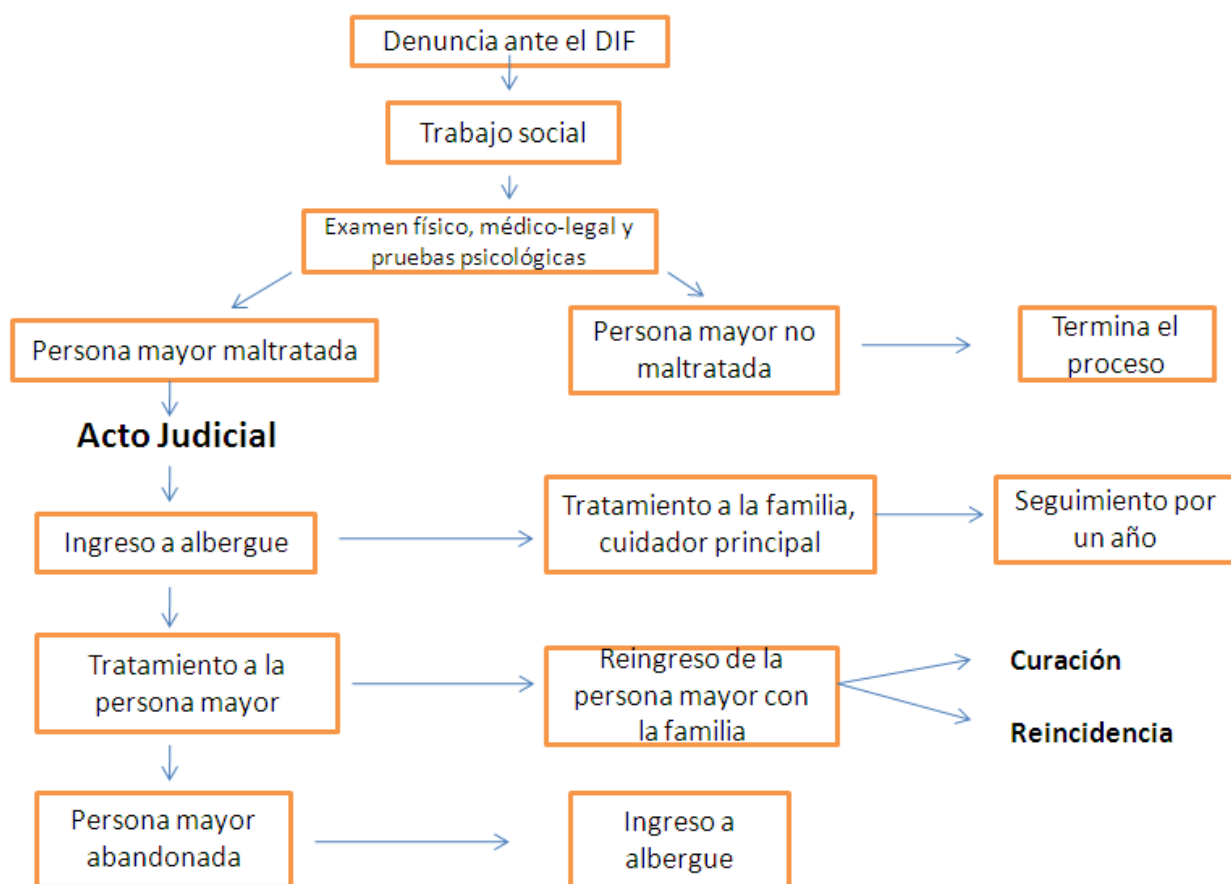 Denuncia ante el DIF
Trabajo social
Examen físico, médico-legal y
pruebas psicológicas
Persona mayor maltratada
Persona mayor no
maltratada
Termina el
proceso
Acto Judicial
Ingreso a albergue
Tratamiento a la familia,
cuidador principal
Seguimiento por
un año
Tratamiento a la
persona mayor
Reingreso de la
persona mayor con
la familia
Curación
Reincidencia
Persona mayor
abandonada
Ingreso a
albergue